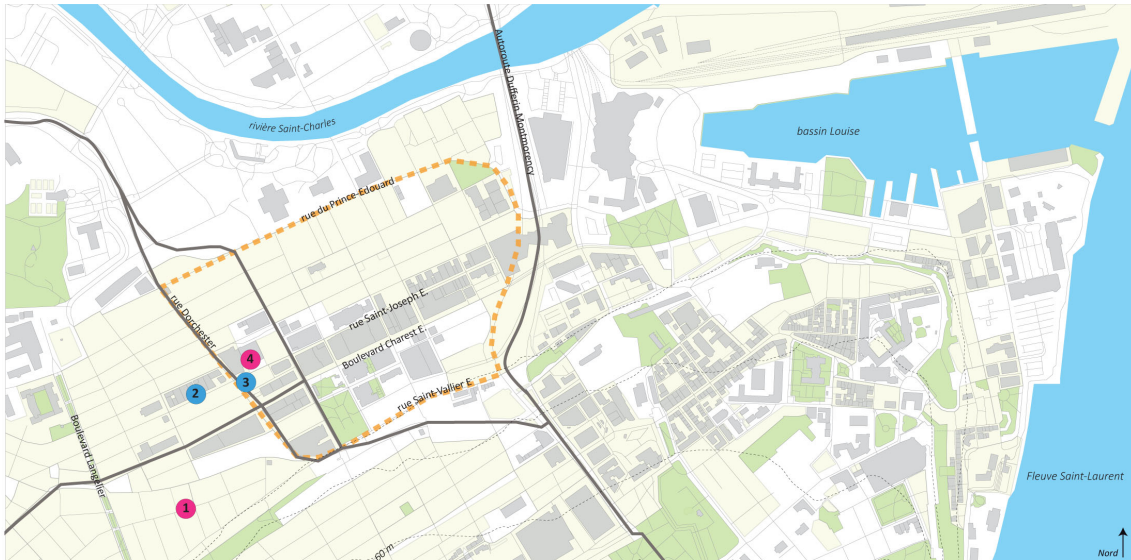 Autoroute Dufferin-Montmorency
rivière Saint-Charles
bassin Louise
rue du Prince-Edouard
rue Dorchester
rue Saint-Joseph E.
Boulevard Charest E.
4
3
2
rue Saint-Vallier E.
Boulevard Langelier
1
Fleuve Saint-Laurent
60 m
Nord